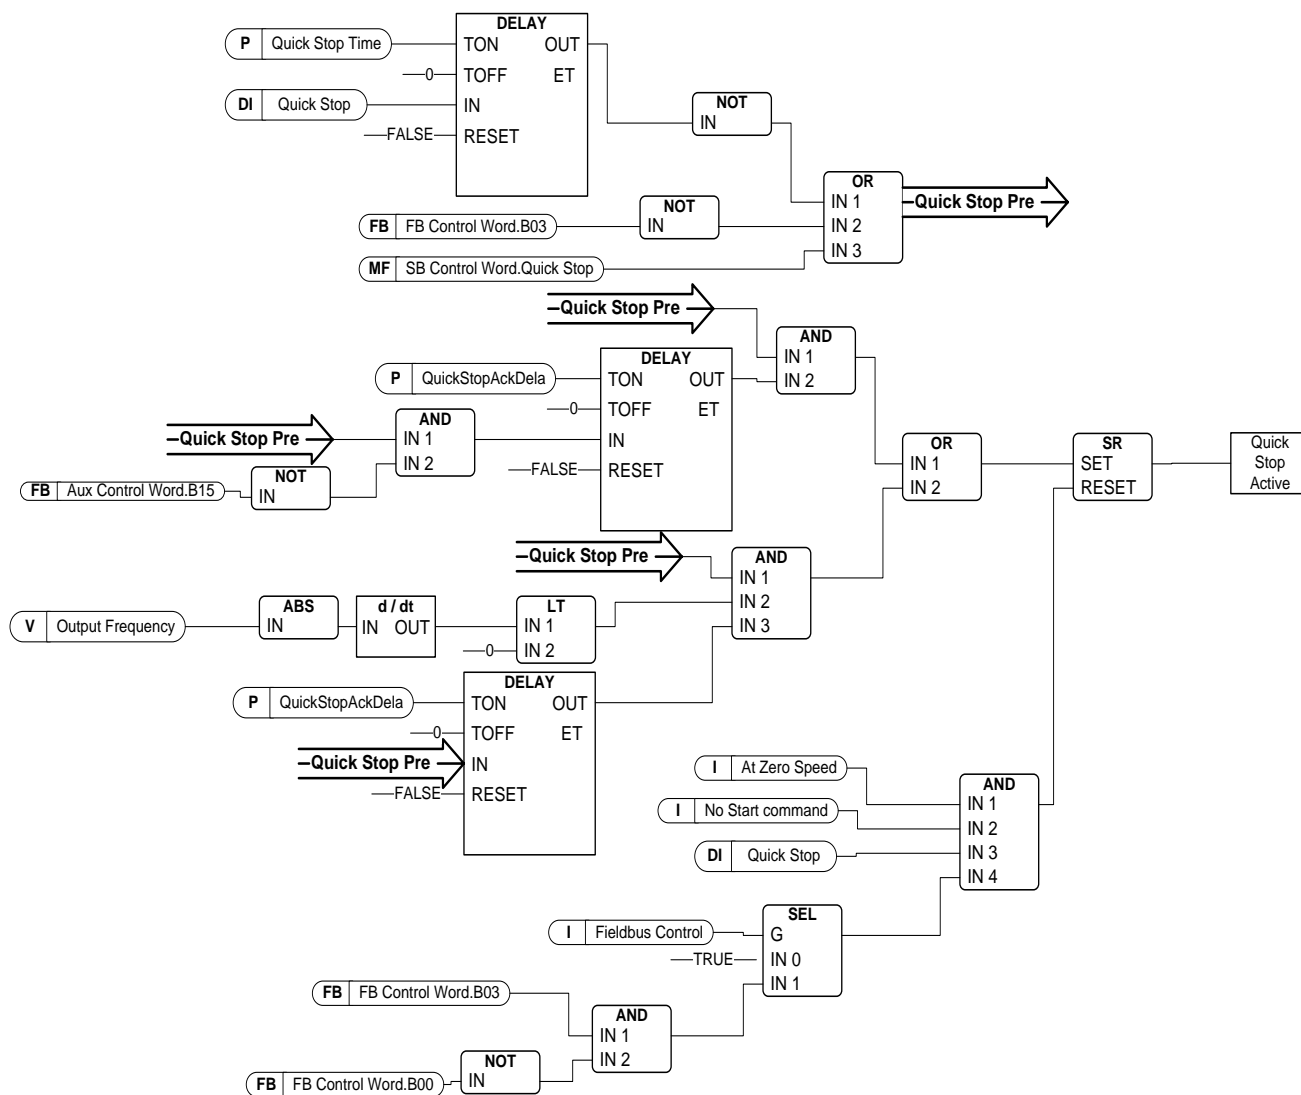 DELAY
P Quick Stop Time
TON OUT
0 TOFF ET
DI Quick Stop
IN
FALSE RESET
NOT
IN
OR
IN 1
IN 2
IN 3
Quick Stop Pre
NOT
IN
FB FB Control Word.B03
MF SB Control Word.Quick Stop
Quick Stop Pre
AND
IN 1
IN 2
DELAY
P QuickStopAckDela
TON OUT
0 TOFF ET
IN
FALSE RESET
Quick Stop Pre
AND
IN 1
IN 2
NOT
IN
FB Aux Control Word.B15
OR
IN 1
IN 2
SR
SET
RESET
Quick
Stop
Active
Quick Stop Pre
AND
IN 1
IN 2
IN 3
V Output Frequency
ABS
IN
d / dt
IN OUT
LT
IN 1
0 IN 2
DELAY
P QuickStopAckDela
TON OUT
0 TOFF ET
Quick Stop Pre
IN
FALSE RESET
I At Zero Speed
I No Start command
DI Quick Stop
AND
IN 1
IN 2
IN 3
IN 4
SEL
I Fieldbus Control
G
TRUE IN 0
IN 1
FB FB Control Word.B03
AND
IN 1
IN 2
NOT
IN
FB FB Control Word.B00